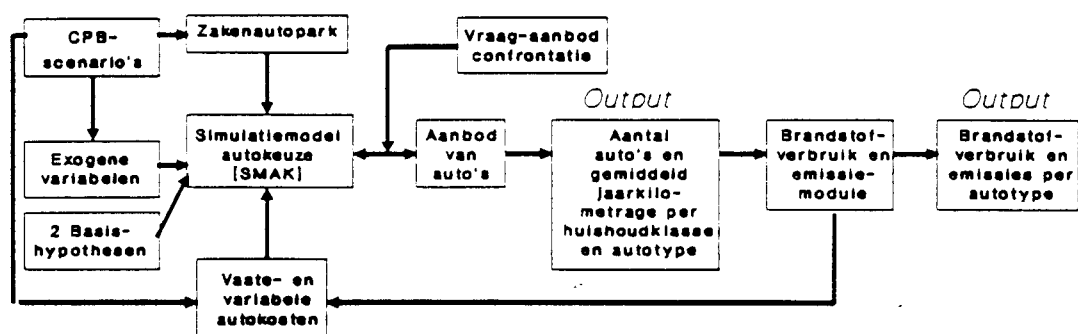 CPB-
scenario's
Zakenautopark
Vraag-aanbod
confrontatie
Output
Output
Simulatiemodel
autokeuze
[SMAK]
Aanbod
van
auto's
Aantal
auto's en
gemiddeld
jaarkilo-
metrage per
huishoudklasse
en autotype
Brandstof-
verbruik en
emissie-
module
Brandstof-
verbruik en
emissies per
autotype
Exogene
variabelen
2 Basis-
hypothesen
Vaste- en
variabele
autokosten